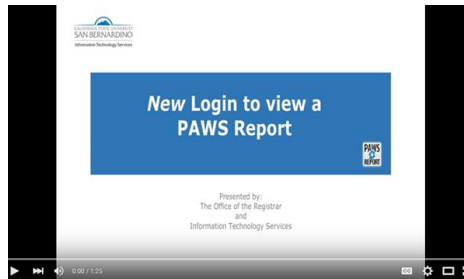 CALIFORNIA STATE UNIVERSITY
SAN BERNARDINO
Information Technology Services
New Login to view a
PAWS Report
PAWS
REPORT
Presented by:
The Office of the Registrar
and
Information Technology Services
0:00 / 1:25
CC